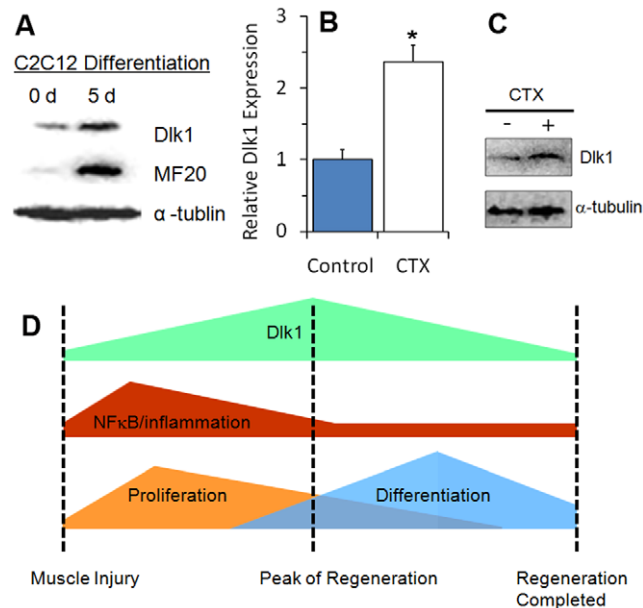 A
C2C12 Differentiation
0 d 5 d
Dlk1
MF20
α -tublin
B
Relative Dlk1 Expression
3
2
1
0
*
Control CTX
C
CTX
- +
Dlk1
α-tubulin
D
Dlk1
NFκB/inflammation
Proliferation
Differentiation
Muscle Injury
Peak of Regeneration
Regeneration
Completed